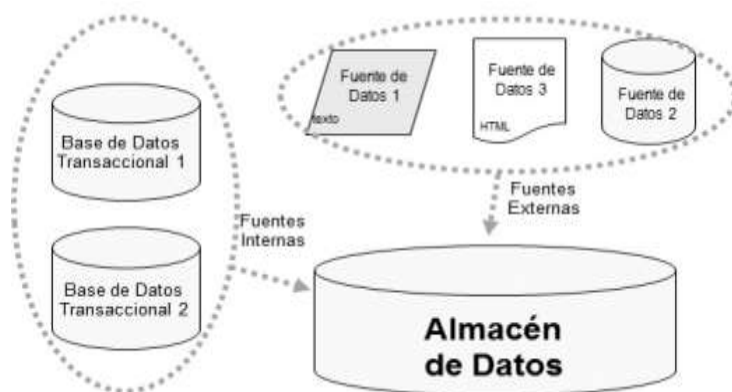 Base de Datos
Transaccional 1
Base de Datos
Transaccional 2
Fuente de
Datos 1
texto
Fuente de
Datos 3
HTML
Fuente de
Datos 2
Fuentes
Internas
Fuentes
Externas
Almacén
de Datos